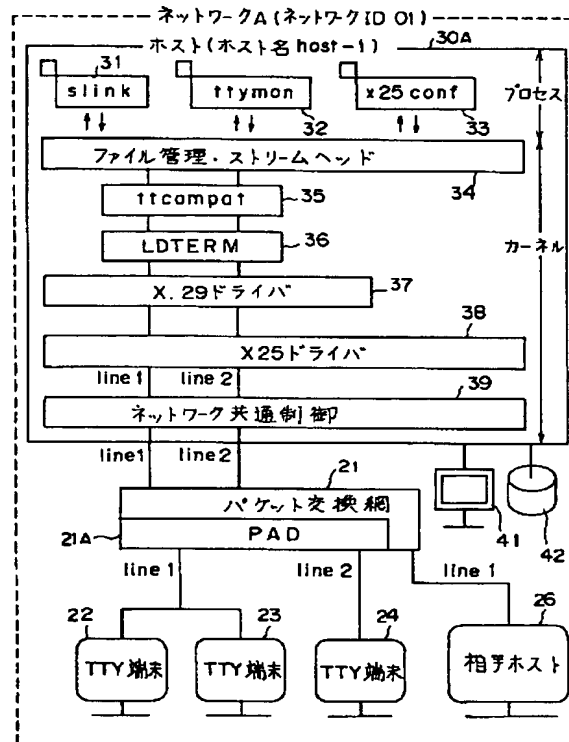 ネットワークA(ネットワークID 01)
ホスト(ホスト名 host-1)
30A
31
slink
ttymon
x25 conf
プロセス
32
33
ファイル管理・ストリームヘッド
34
ttcompat
35
カーネル
LDTERM
36
X.29ドライバ
37
38
X25ドライバ
line 1
line 2
39
ネットワーク共通制御
line1
line2
21
パケット交換網
41
42
21A
PAD
line 1
line 2
line 1
22
23
24
26
TTY端末
TTY端末
TTY端末
相手ホスト